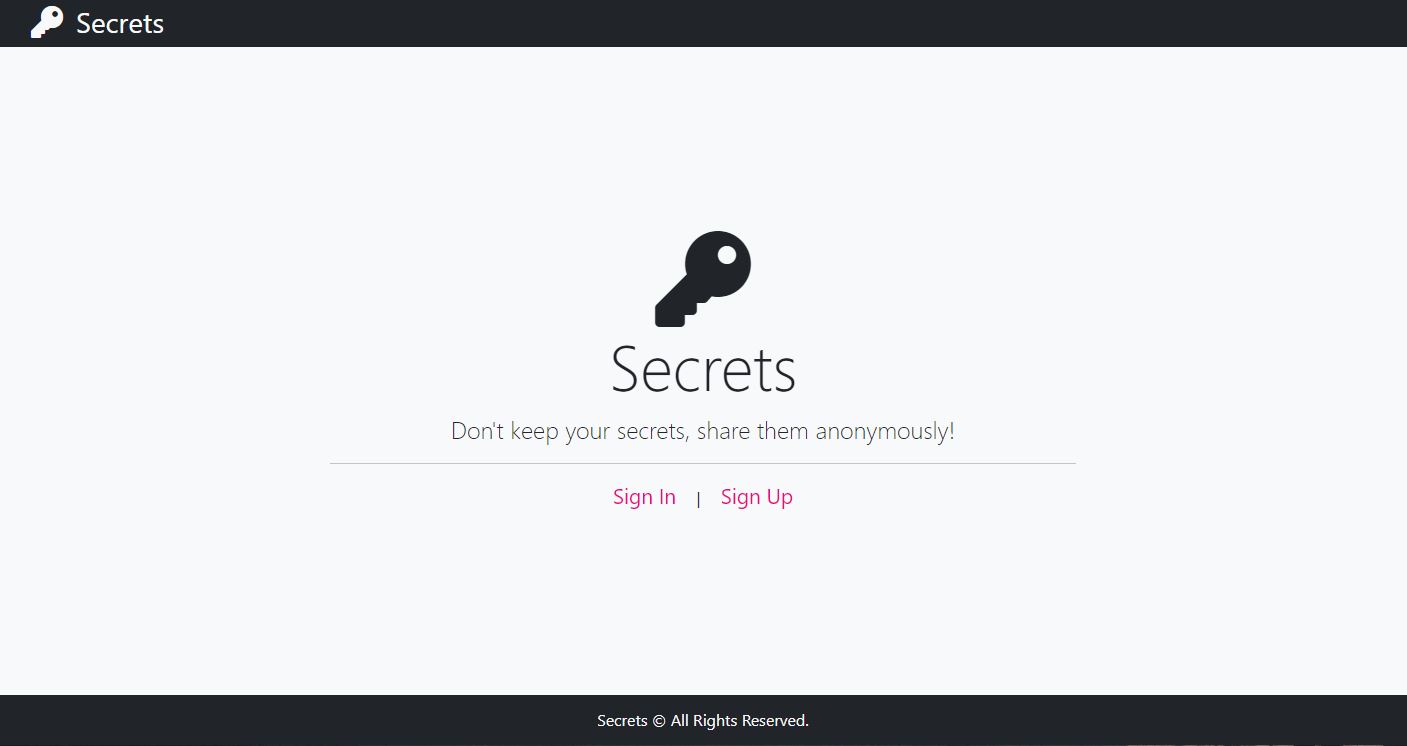 Secrets
Secrets
Don't keep your secrets, share them anonymously!
Sign In | Sign Up
Secrets © All Rights Reserved.